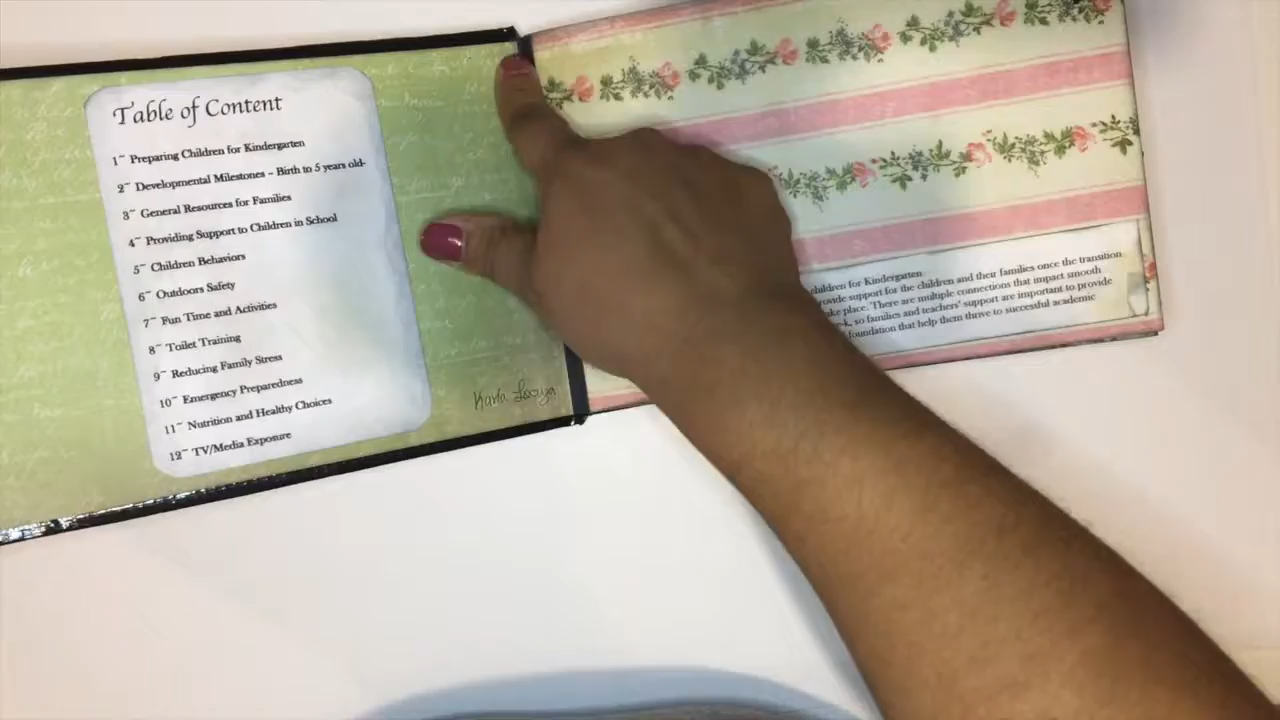 Table of Content
1~ Preparing Children for Kindergarten
2~ Developmental Milestones – Birth to 5 years old-
3~ General Resources for Families
4~ Providing Support to Children in School
5~ Children Behaviors
6~ Outdoors Safety
7~ Fun Time and Activities
8~ Toilet Training
9~ Reducing Family Stress
10~ Emergency Preparedness
11~ Nutrition and Healthy Choices
12~ TV/Media Exposure
Karla
children for Kindergarten
provide support for the children and their families once the transition
take place. There are multiple connections that impact smooth
so families and teachers' support are important to provide
foundation that help them thrive to successful academic